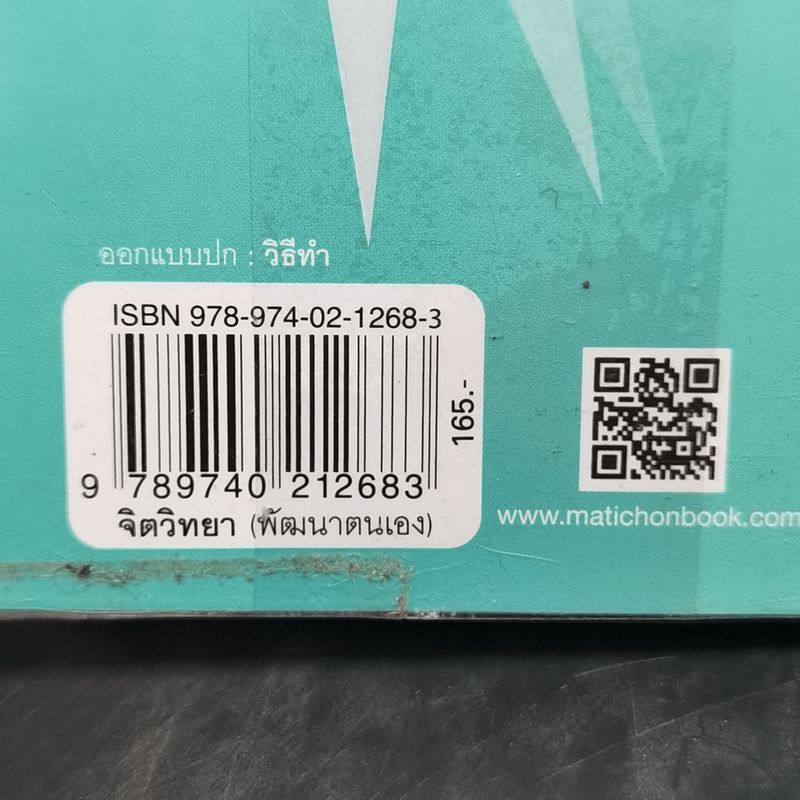 ออกแบบปก : วิธีทำ
ISBN 978-974-02-1268-3
165.-
9 789740 212683
จิตวิทยา (พัฒนาตนเอง)
www.matichonbook.com